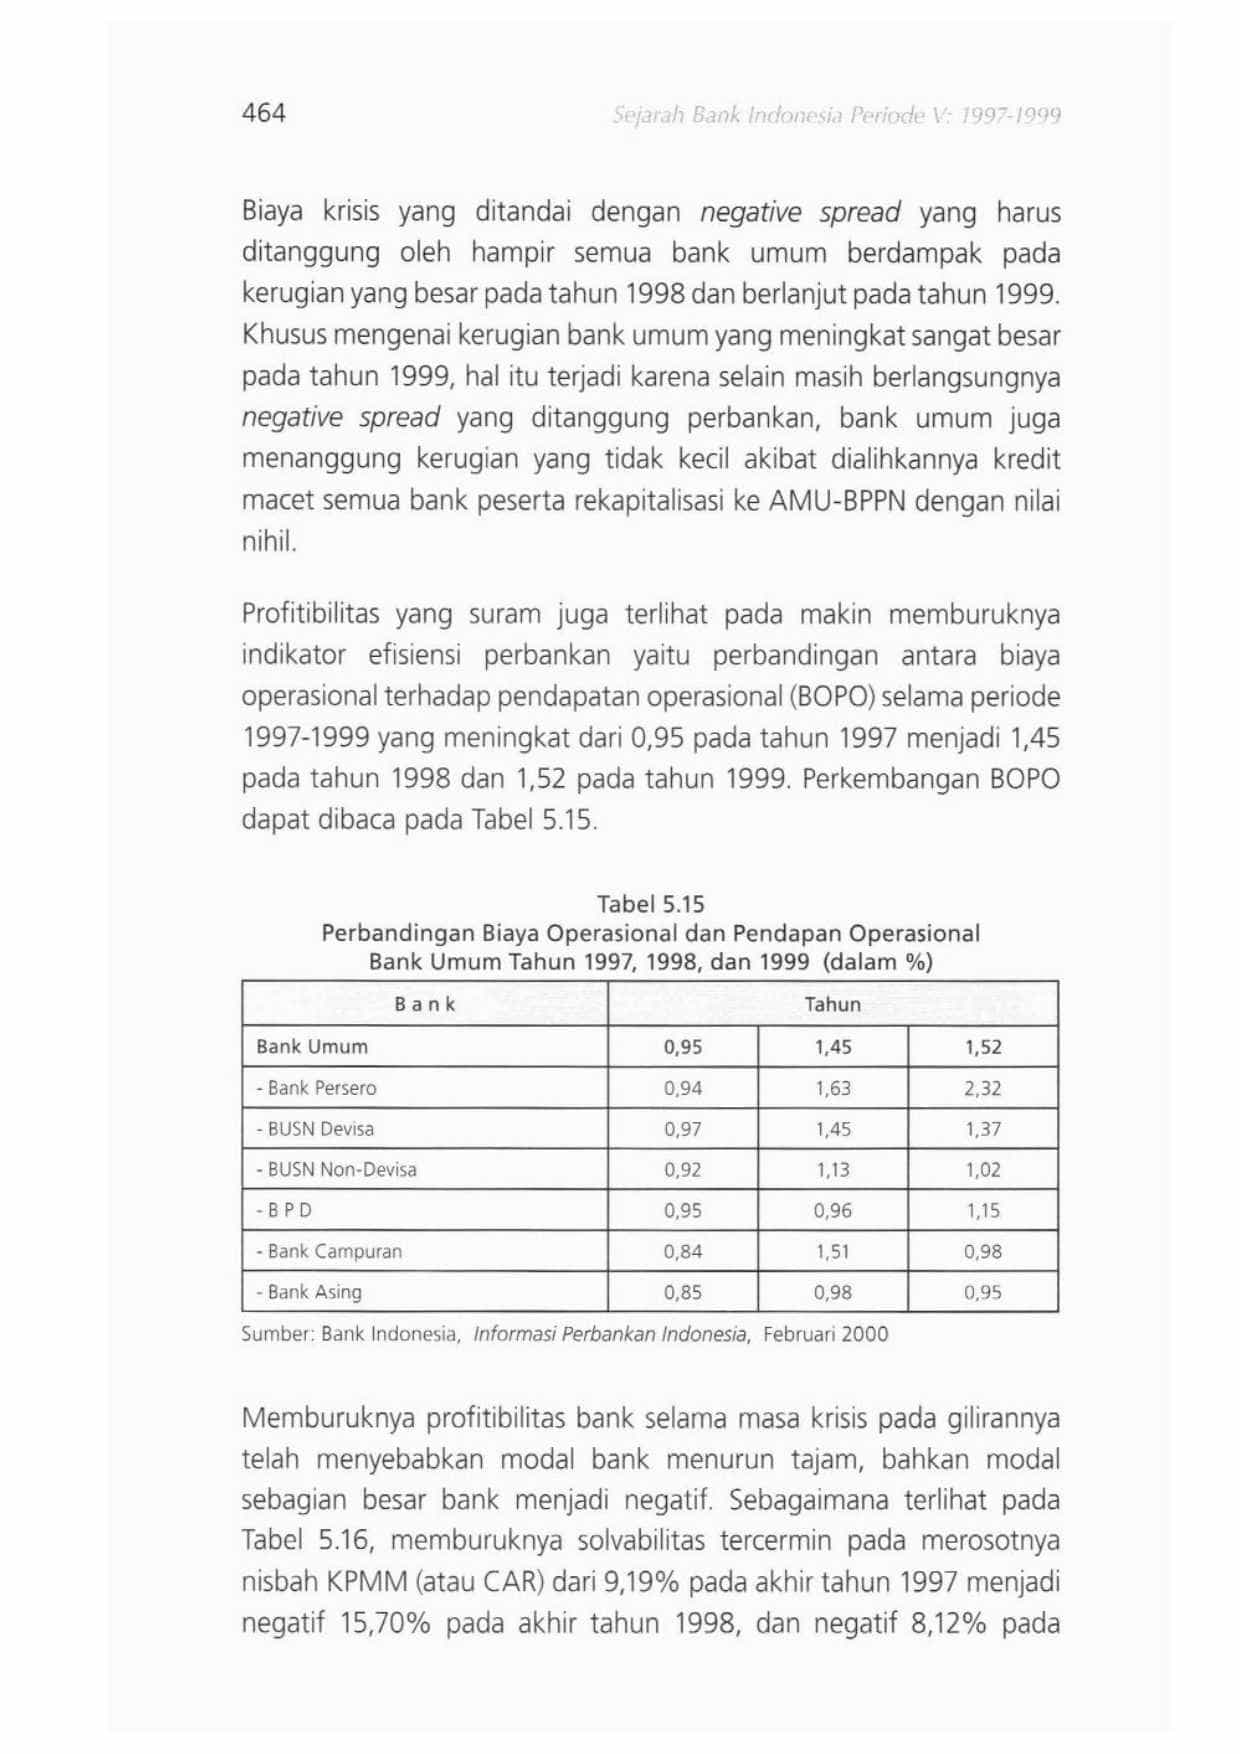 464
Sejarah Bank Indonesia Periode V: 1997-1999
Biaya krisis yang ditandai dengan negative spread yang harus
ditanggung oleh hampir semua bank umum berdampak pada
kerugian yang besar pada tahun 1998 dan berlanjut pada tahun 1999.
Khusus mengenai kerugian bank umum yang meningkat sangat besar
pada tahun 1999, hal itu terjadi karena selain masih berlangsungnya
negative spread yang ditanggung perbankan, bank umum juga
menanggung kerugian yang tidak kecil akibat dialihkannya kredit
macet semua bank peserta rekapitalisasi ke AMU-BPPN dengan nilai
nihil.
Profitibilitas yang suram juga terlihat pada makin memburuknya
indikator efisiensi perbankan yaitu perbandingan antara biaya
operasional terhadap pendapatan operasional (BOPO) selama periode
1997-1999 yang meningkat dari 0,95 pada tahun 1997 menjadi 1,45
pada tahun 1998 dan 1,52 pada tahun 1999. Perkembangan BOPO
dapat dibaca pada Tabel 5.15.
Tabel 5.15
Perbandingan Biaya Operasional dan Pendapan Operasional
Bank Umum Tahun 1997, 1998, dan 1999 (dalam %)
B a n k Tahun
Bank Umum 0,95 1,45 1,52
- Bank Persero 0,94 1,63 2,32
- BUSN Devisa 0,97 1,45 1,37
- BUSN Non-Devisa 0,92 1,13 1,02
- B P D 0,95 0,96 1,15
- Bank Campuran 0,84 1,51 0,98
- Bank Asing 0,85 0,98 0,95
Sumber: Bank Indonesia, Informasi Perbankan Indonesia, Februari 2000
Memburuknya profitibilitas bank selama masa krisis pada gilirannya
telah menyebabkan modal bank menurun tajam, bahkan modal
sebagian besar bank menjadi negatif. Sebagaimana terlihat pada
Tabel 5.16, memburuknya solvabilitas tercermin pada merosotnya
nisbah KPMM (atau CAR) dari 9,19% pada akhir tahun 1997 menjadi
negatif 15,70% pada akhir tahun 1998, dan negatif 8,12% pada